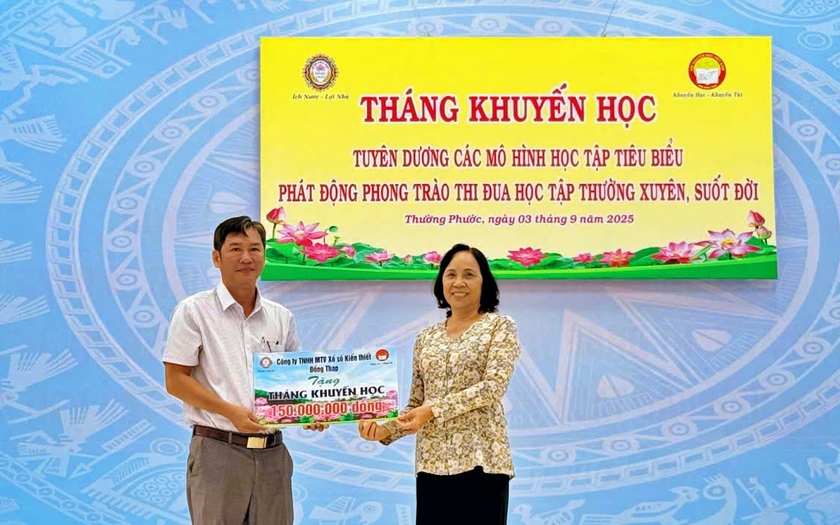 Ích Nước - Lợi Nhà
Khuyến Học - Khuyến Tài
THÁNG KHUYẾN HỌC
TUYÊN DƯƠNG CÁC MÔ HÌNH HỌC TẬP TIÊU BIỂU
PHÁT ĐỘNG PHONG TRÀO THI ĐUA HỌC TẬP THƯỜNG XUYÊN, SUỐT ĐỜI
Thường Phước, ngày 03 tháng 9 năm 2025
Công ty TNHH MTV Xổ số Kiến thiết
Đồng Tháp
Tặng
THÁNG KHUYẾN HỌC
150.000.000 đồng